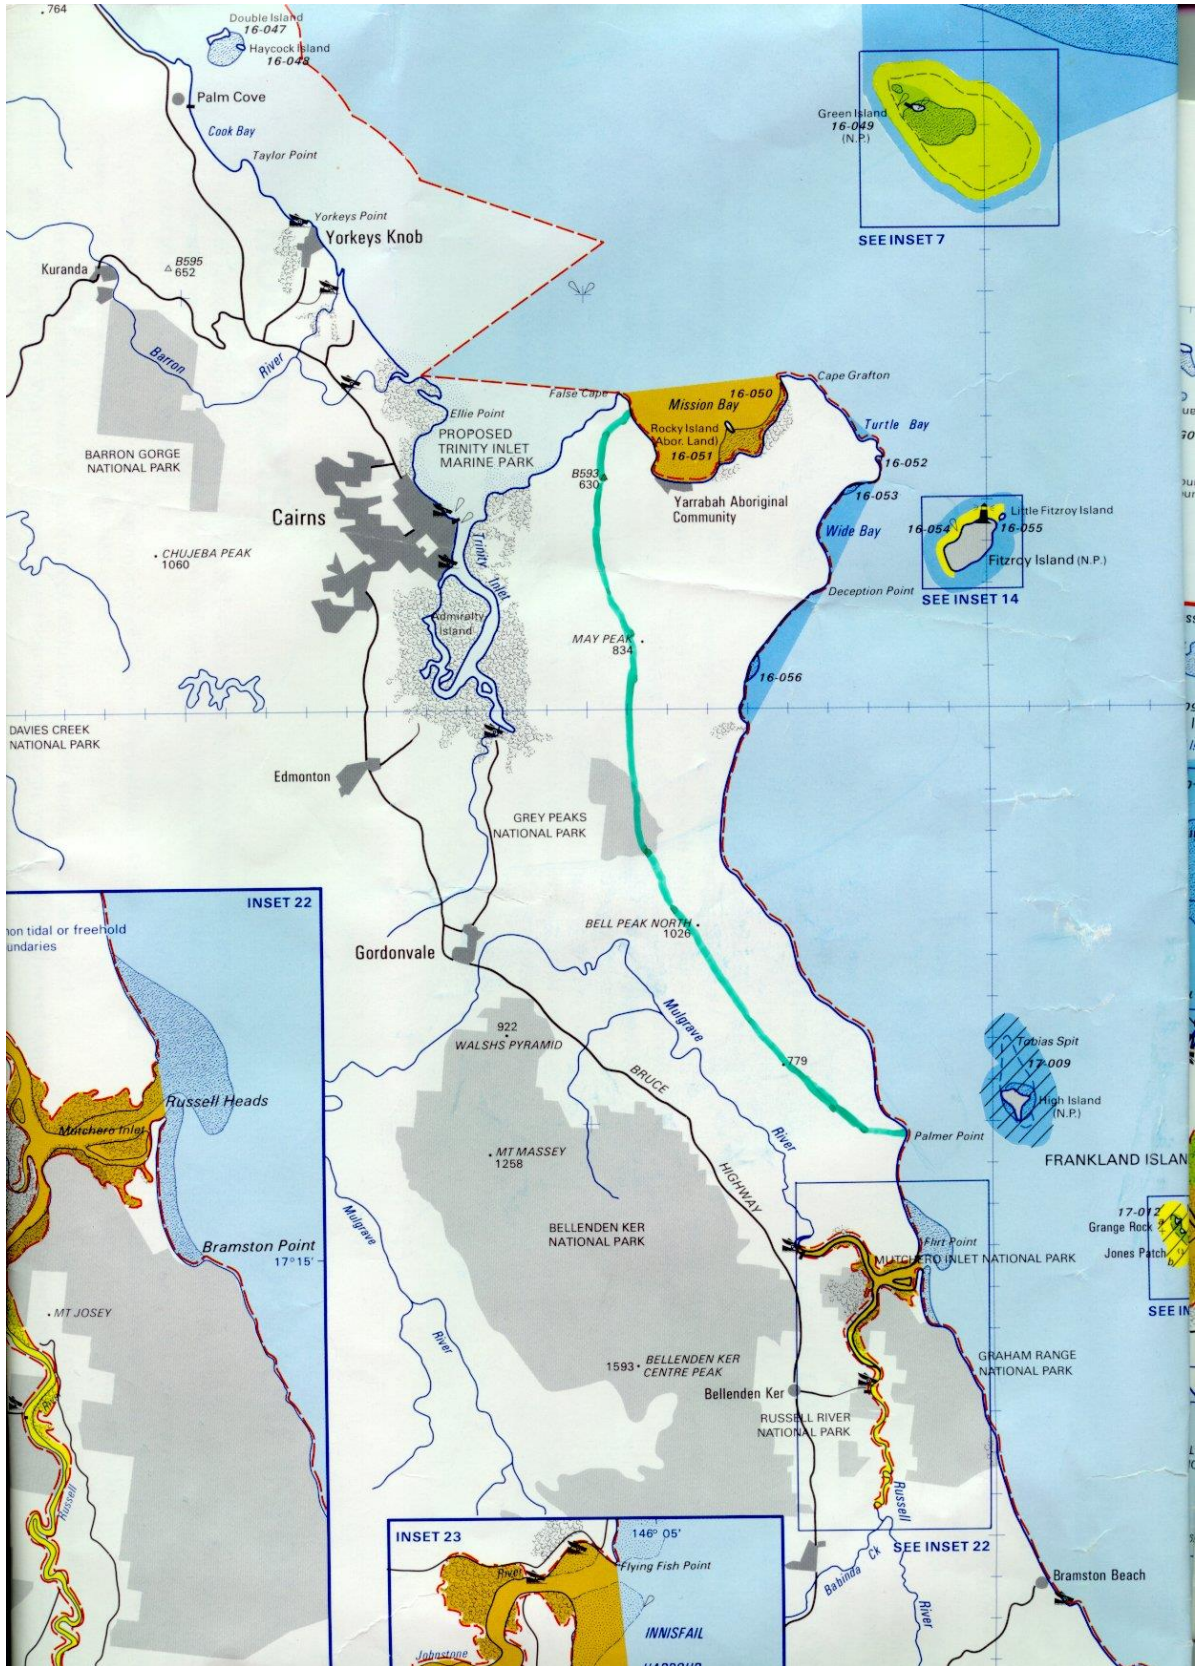 . 764
Double Island
16-047
Haycock Island
16-048
Palm Cove
Cook Bay
Taylor Point
Green Island
16-049
(N.P.)
SEE INSET 7
Yorkeys Point
Yorkeys Knob
B595
652
Kuranda
Barron
River
BARRON GORGE
NATIONAL PARK
Ellie Point
PROPOSED
TRINITY INLET
MARINE PARK
False Cape
16-050
Mission Bay
Rocky Island
(Abor. Land)
16-051
Cape Grafton
Turtle Bay
16-052
16-053
B593
630
Yarrabah Aboriginal
Community
Wide Bay
Cairns
CHUJEBA PEAK
1060
Trinity
Inlet
Admiralty
Island
16-054
16-055
Little Fitzroy Island
Fitzroy Island (N.P.)
SEE INSET 14
Deception Point
MAY PEAK
834
16-056
DAVIES CREEK
NATIONAL PARK
Edmonton
GREY PEAKS
NATIONAL PARK
INSET 22
non tidal or freehold
undaries
BELL PEAK NORTH
1026
Gordonvale
Mulgrave
922
WALSHS PYRAMID
BRUCE
779
Tobias Spit
17-009
High Island
(N.P.)
Russell Heads
Mutchero Inlet
River
Palmer Point
MT MASSEY
1258
HIGHWAY
FRANKLAND ISLAN
Mulgrave
BELLENDEN KER
NATIONAL PARK
17-012
Grange Rock
Jones Patch
SEE IN
Bramston Point
17°15'
Flirt Point
MUTCHERO INLET NATIONAL PARK
MT JOSEY
River
1593
BELLENDEN KER
CENTRE PEAK
GRAHAM RANGE
NATIONAL PARK
Bellenden Ker
RUSSELL RIVER
NATIONAL PARK
River
Russell
Russell
SEE INSET 22
INSET 23
146° 05'
Flying Fish Point
River
Babinda Ck
River
Bramston Beach
INNISFAIL
HARBOUR
Johnstone